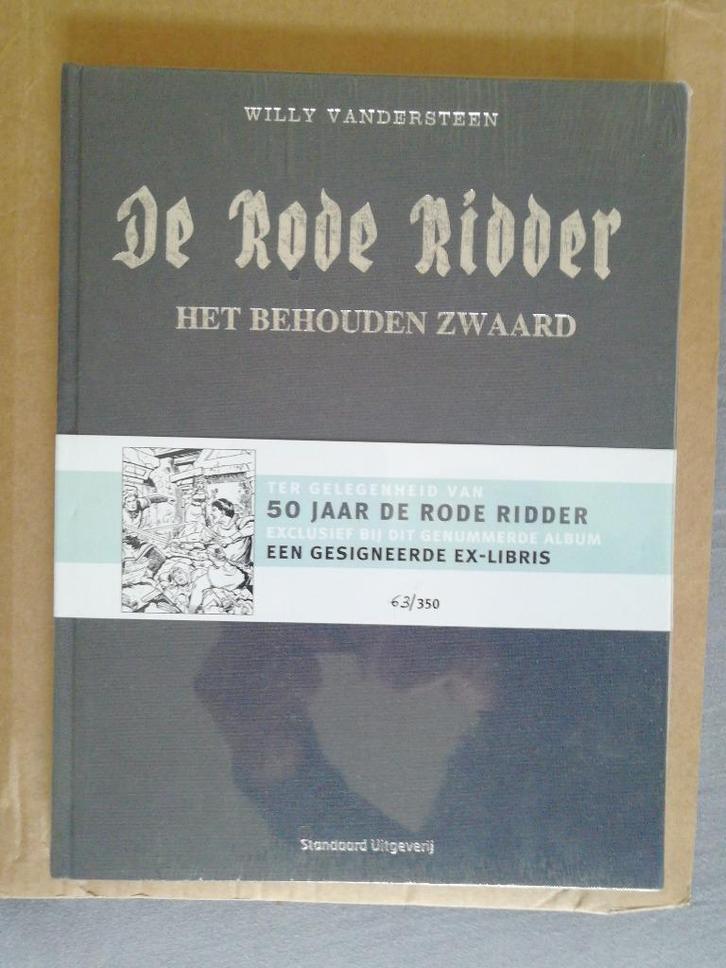 WILLY VANDERSTEEN
De Rode Ridder
HET BEHOUDEN ZWAARD
TER GELEGENHEID VAN
50 JAAR DE RODE RIDDER
EXCLUSIEF BIJ DIT GENUMMERDE ALBUM
EEN GESIGNEERDE EX-LIBRIS
63/350
Standaard Uitgeverij